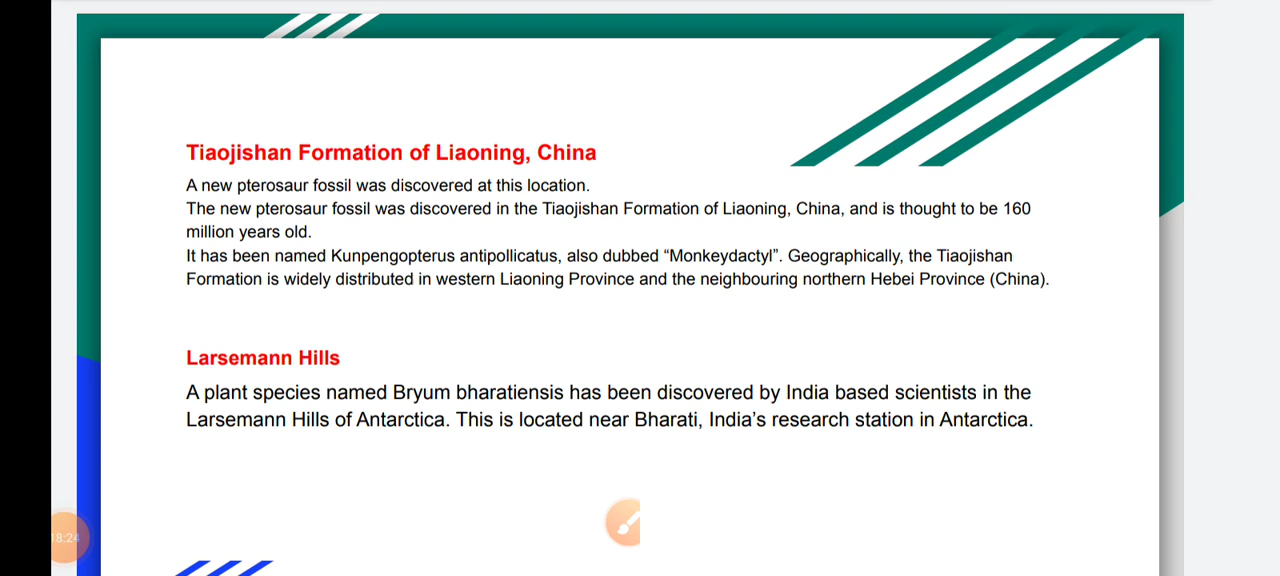 Tiaojishan Formation of Liaoning, China
A new pterosaur fossil was discovered at this location.
The new pterosaur fossil was discovered in the Tiaojishan Formation of Liaoning, China, and is thought to be 160
million years old.
It has been named Kunpengopterus antipollicatus, also dubbed “Monkeydactyl”. Geographically, the Tiaojishan
Formation is widely distributed in western Liaoning Province and the neighbouring northern Hebei Province (China).
Larsemann Hills
A plant species named Bryum bharatiensis has been discovered by India based scientists in the
Larsemann Hills of Antarctica. This is located near Bharati, India’s research station in Antarctica.
18:24